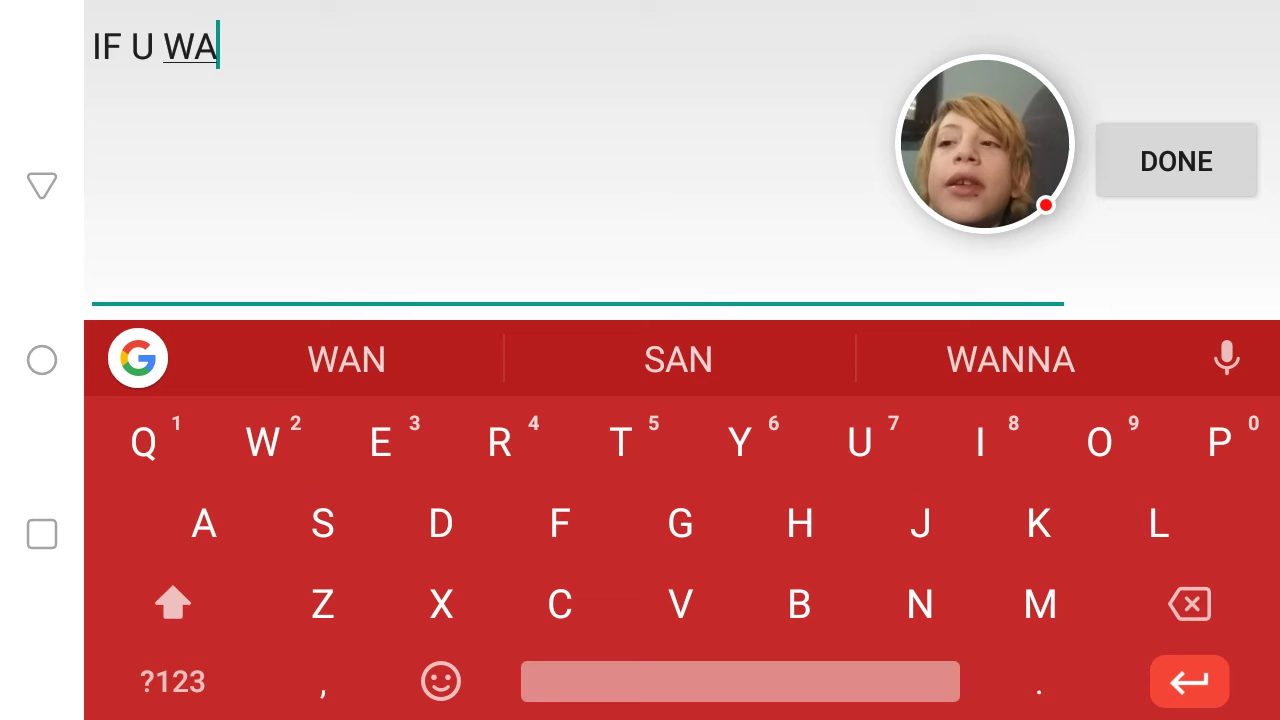 IF U WA
DONE
WAN SAN WANNA
Q 1 W 2 E 3 R 4 T 5 Y 6 U 7 I 8 O 9 P 0
A S D F G H J K L
Z X C V B N M
?123 , .